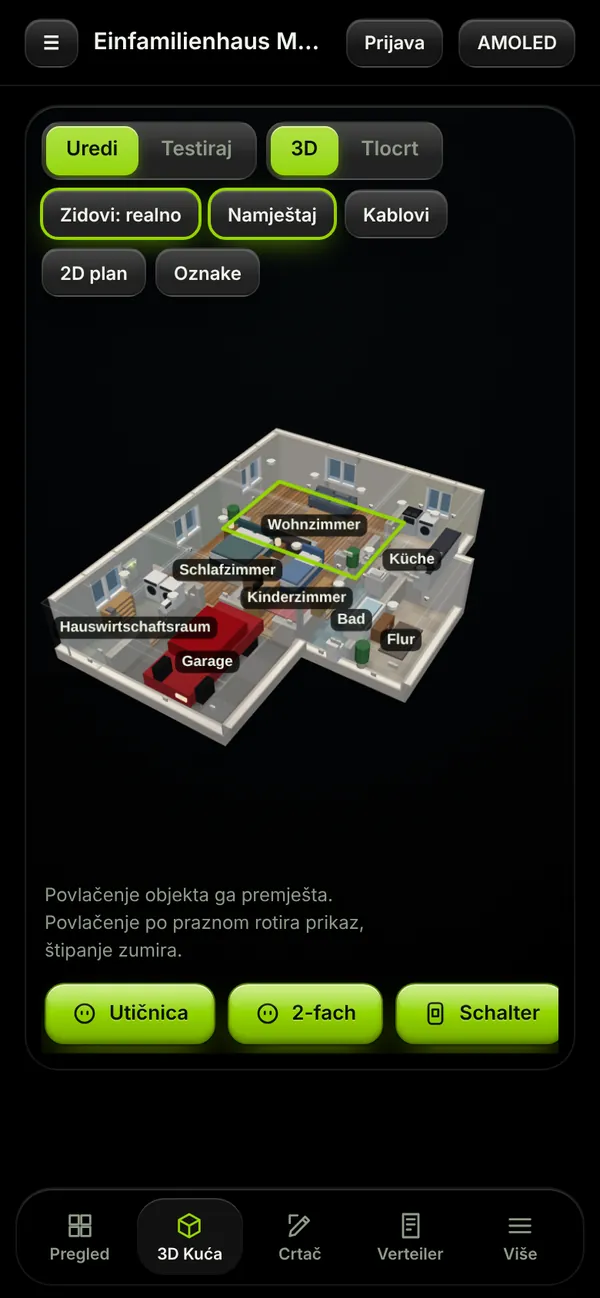 Einfamilienhaus M... Prijava AMOLED
Uredi Testiraj 3D Tlocrt
Zidovi: realno Namještaj Kablovi
2D plan Oznake
Wohnzimmer
Küche
Schlafzimmer
Kinderzimmer
Bad
Hauswirtschaftsraum
Flur
Garage
Povlačenje objekta ga premješta.
Povlačenje po praznom rotira prikaz,
štipanje zumira.
Utičnica 2-fach Schalter
Pregled 3D Kuća Crtač Verteiler Više